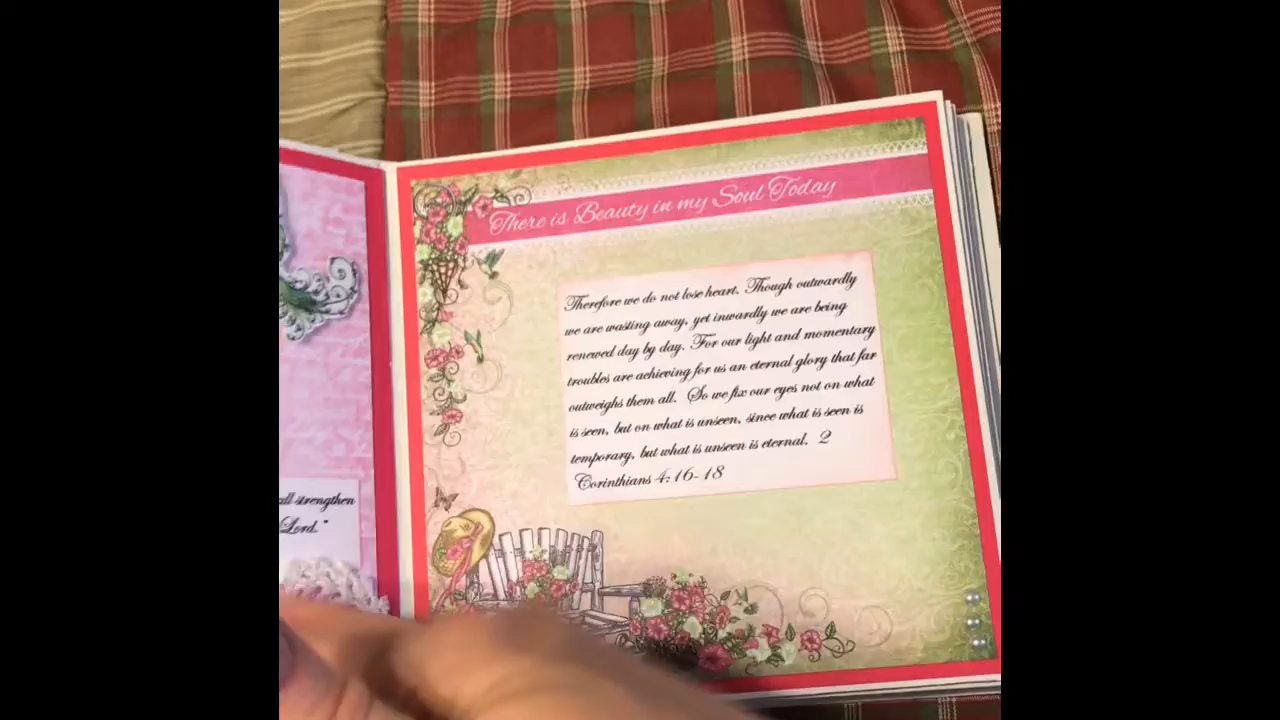 There is Beauty in my Soul Today
Therefore we do not lose heart. Though outwardly
we are wasting away, yet inwardly we are being
renewed day by day. For our light and momentary
troubles are achieving for us an eternal glory that far
outweighs them all. So we fix our eyes not on what
is seen, but on what is unseen, since what is seen is
temporary, but what is unseen is eternal. 2
Corinthians 4:16-18
all strengthen
Lord."